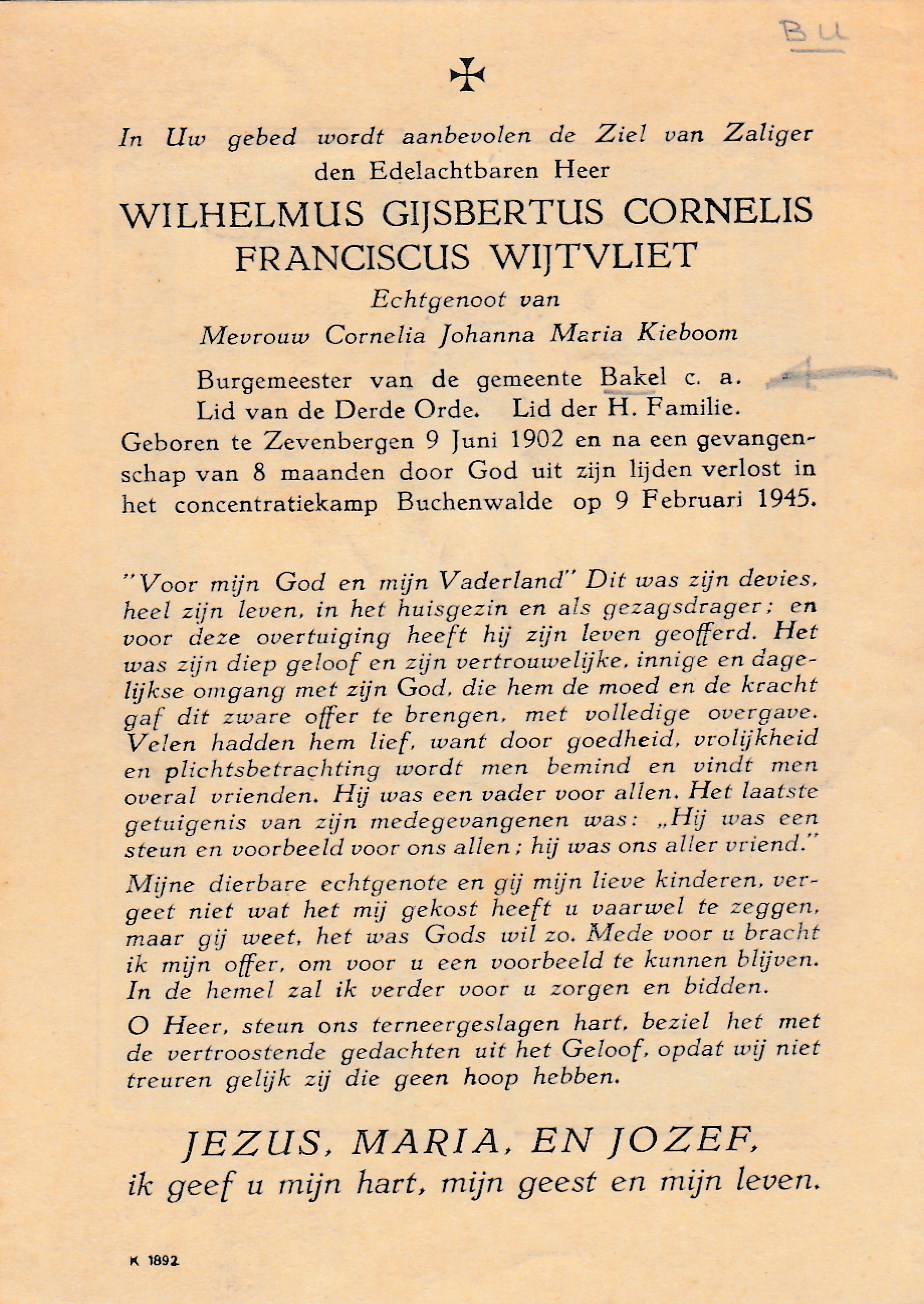 BU
In Uw gebed wordt aanbevolen de Ziel van Zaliger
den Edelachtbaren Heer
WILHELMUS GIJSBERTUS CORNELIS
FRANCISCUS WIJTVLIET
Echtgenoot van
Mevrouw Cornelia Johanna Maria Kieboom
Burgemeester van de gemeente Bakel c. a.
Lid van de Derde Orde. Lid der H. Familie.
Geboren te Zevenbergen 9 Juni 1902 en na een gevangen-
schap van 8 maanden door God uit zijn lijden verlost in
het concentratiekamp Buchenwalde op 9 Februari 1945.
"Voor mijn God en mijn Vaderland" Dit was zijn devies,
heel zijn leven, in het huisgezin en als gezagsdrager; en
voor deze overtuiging heeft hij zijn leven geofferd. Het
was zijn diep geloof en zijn vertrouwelijke, innige en dage-
lijkse omgang met zijn God, die hem de moed en de kracht
gaf dit zware offer te brengen, met volledige overgave.
Velen hadden hem lief, want door goedheid, vrolijkheid
en plichtsbetrachting wordt men bemind en vindt men
overal vrienden. Hij was een vader voor allen. Het laatste
getuigenis van zijn medegevangenen was: „Hij was een
steun en voorbeeld voor ons allen; hij was ons aller vriend."
Mijne dierbare echtgenote en gij mijn lieve kinderen, ver-
geet niet wat het mij gekost heeft u vaarwel te zeggen,
maar gij weet, het was Gods wil zo. Mede voor u bracht
ik mijn offer, om voor u een voorbeeld te kunnen blijven.
In de hemel zal ik verder voor u zorgen en bidden.
O Heer, steun ons terneergeslagen hart, beziel het met
de vertroostende gedachten uit het Geloof, opdat wij niet
treuren gelijk zij die geen hoop hebben.
JEZUS, MARIA, EN JOZEF,
ik geef u mijn hart, mijn geest en mijn leven.
K 1892